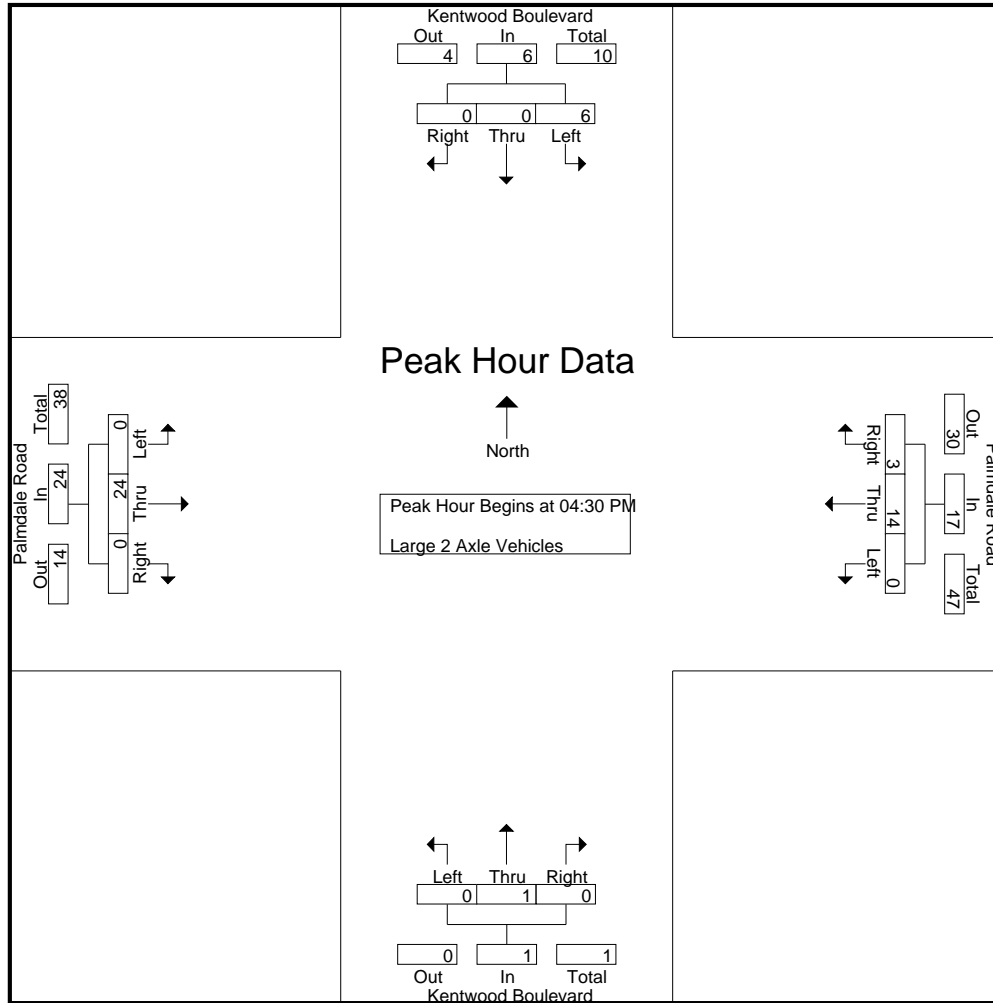 Kentwood Boulevard
Out In Total
4 6 10
0 0 6
Right Thru Left
Peak Hour Data
North
Peak Hour Begins at 04:30 PM
Large 2 Axle Vehicles
Palmdale Road
Out In Total
14 24 38
Right Thru Left
0 24 0
Palmdale Road
Out In Total
30 17 47
Right Thru Left
3 14 0
Left Thru Right
0 1 0
0 1 1
Out In Total
Kentwood Boulevard